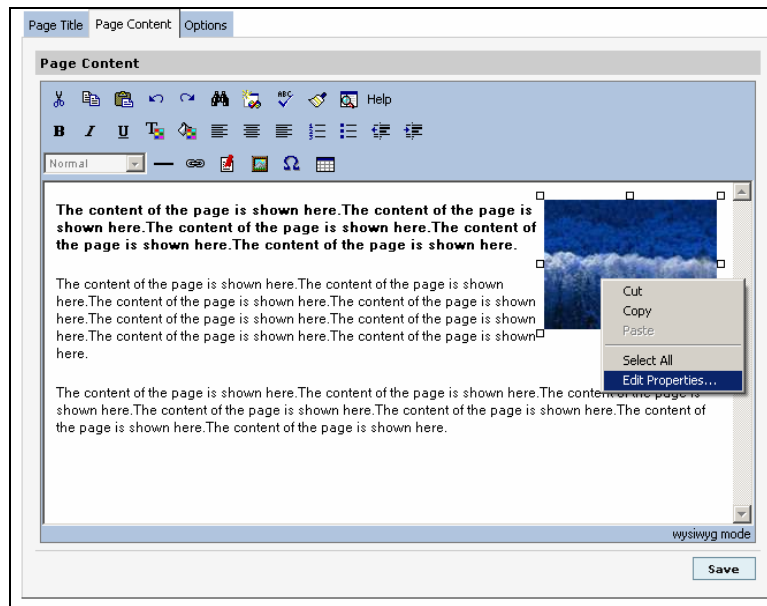 Page Title Page Content Options
Page Content
ABC Help
B I U T
Normal Ω
The content of the page is shown here.The content of the page is
shown here.The content of the page is shown here.The content of
the page is shown here.The content of the page is shown here.
The content of the page is shown here.The content of the page is shown
here.The content of the page is shown here.The content of the page is shown
here.The content of the page is shown here.The content of the page is shown
here.The content of the page is shown here.The content of the page is shown
here.
Cut
Copy
Paste
Select All
Edit Properties...
The content of the page is shown here.The content of the page is shown here.The content of the page is
shown here.The content of the page is shown here.The content of the page is shown here.The content of
the page is shown here.The content of the page is shown here.
wysiwyg mode
Save